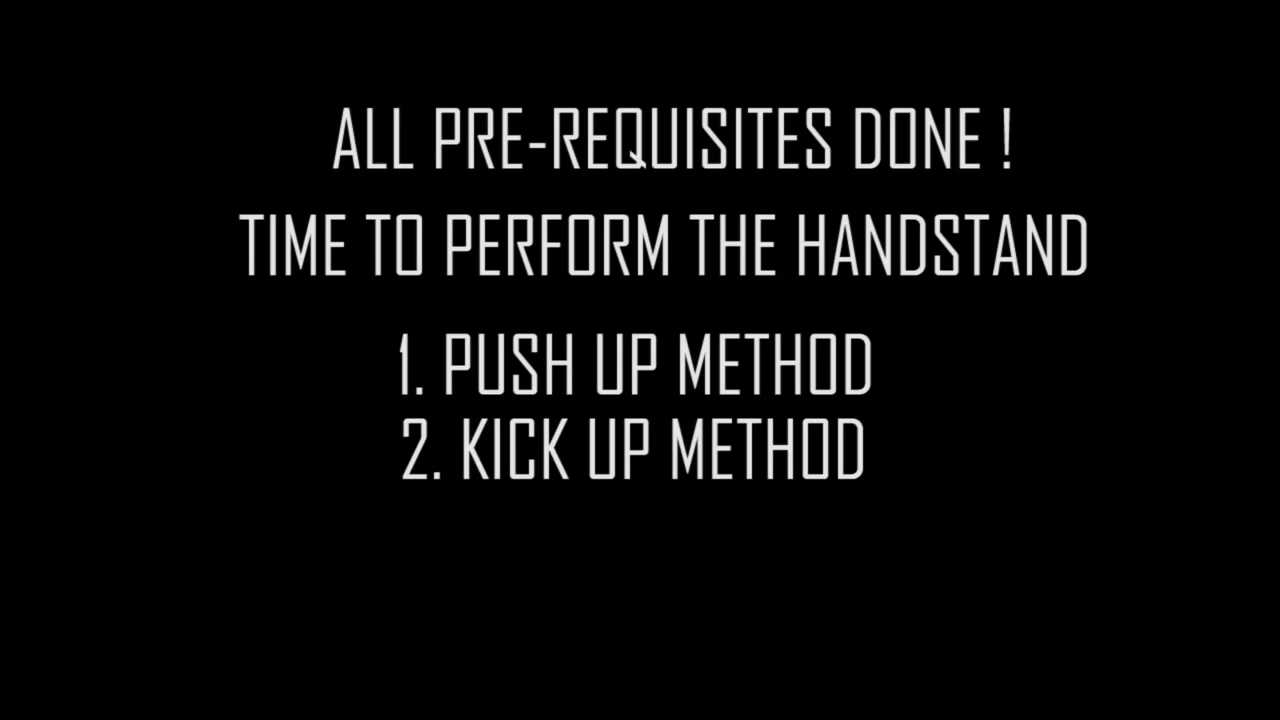 ALL PRE-REQUISITES DONE !
TIME TO PERFORM THE HANDSTAND
1. PUSH UP METHOD
2. KICK UP METHOD